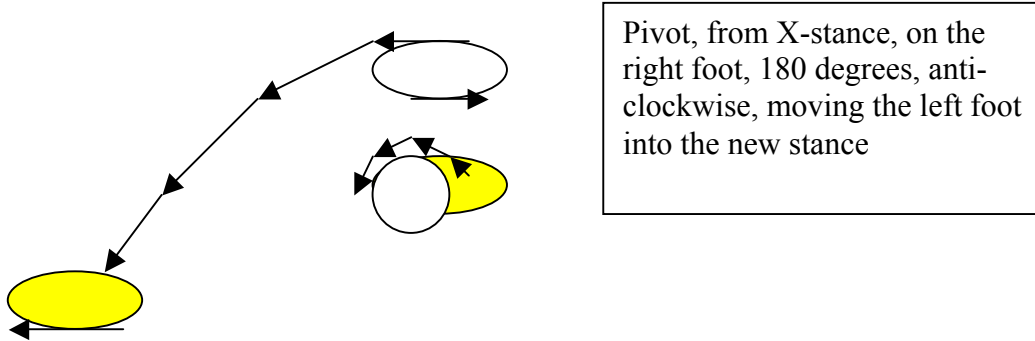 Pivot, from X-stance, on the
right foot, 180 degrees, anti-
clockwise, moving the left foot
into the new stance